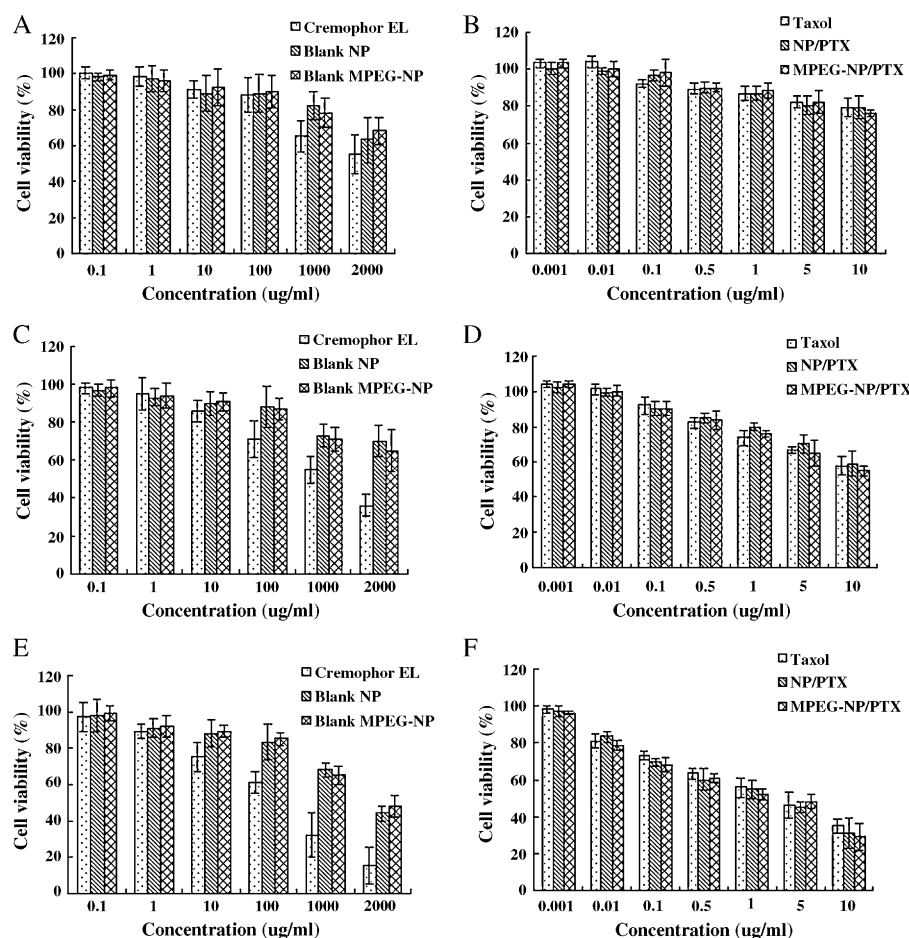 A
Cremophor EL
Blank NP
Blank MPEG-NP
Cell viability (%)
120
100
80
60
40
20
0
0.1 1 10 100 1000 2000
Concentration (ug/ml)
B
Taxol
NP/PTX
MPEG-NP/PTX
Cell viability (%)
120
100
80
60
40
20
0
0.001 0.01 0.1 0.5 1 5 10
Concentration (ug/ml)
C
Cremophor EL
Blank NP
Blank MPEG-NP
Cell viability (%)
120
100
80
60
40
20
0
0.1 1 10 100 1000 2000
Concentration (ug/ml)
D
Taxol
NP/PTX
MPEG-NP/PTX
Cell viability (%)
120
100
80
60
40
20
0
0.001 0.01 0.1 0.5 1 5 10
Concentration (ug/ml)
E
Cremophor EL
Blank NP
Blank MPEG-NP
Cell viability (%)
120
100
80
60
40
20
0
0.1 1 10 100 1000 2000
Concentration (ug/ml)
F
Taxol
NP/PTX
MPEG-NP/PTX
Cell viability (%)
120
100
80
60
40
20
0
0.001 0.01 0.1 0.5 1 5 10
Concentration (ug/ml)